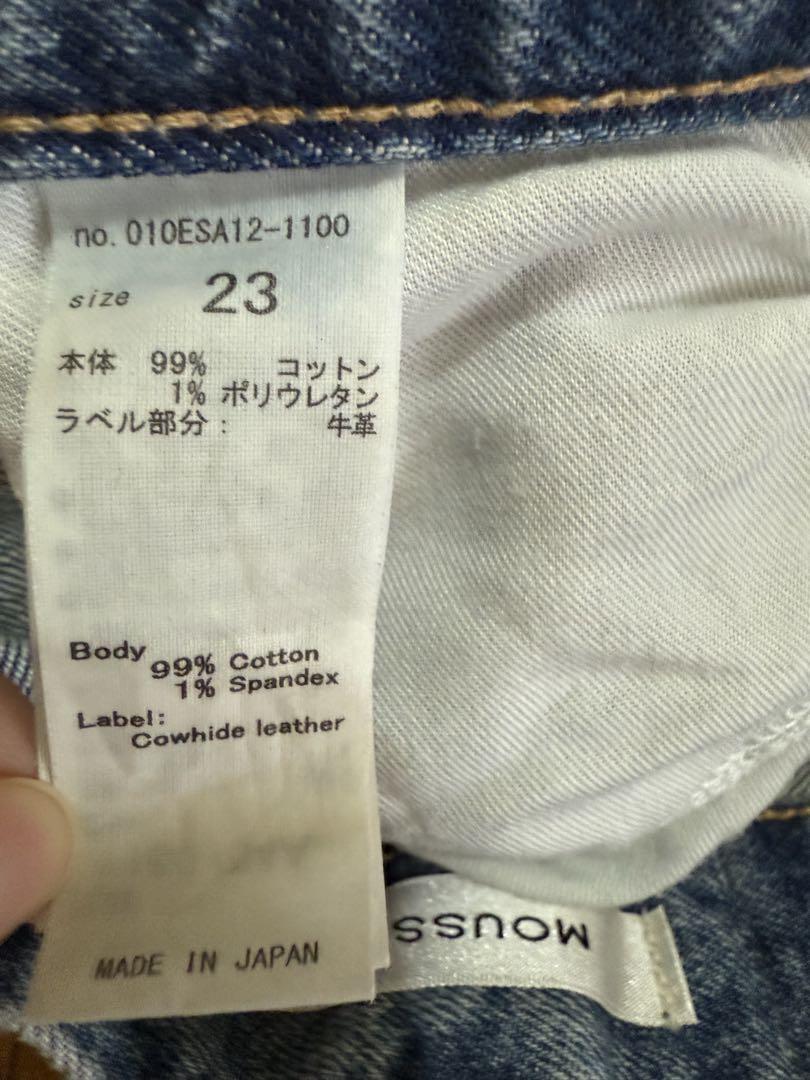 no. 010ESA12-1100
size 23
本体 99% コットン
1% ポリウレタン
ラベル部分: 牛革
Body 99% Cotton
1% Spandex
Label:
Cowhide leather
MADE IN JAPAN
MOUSS